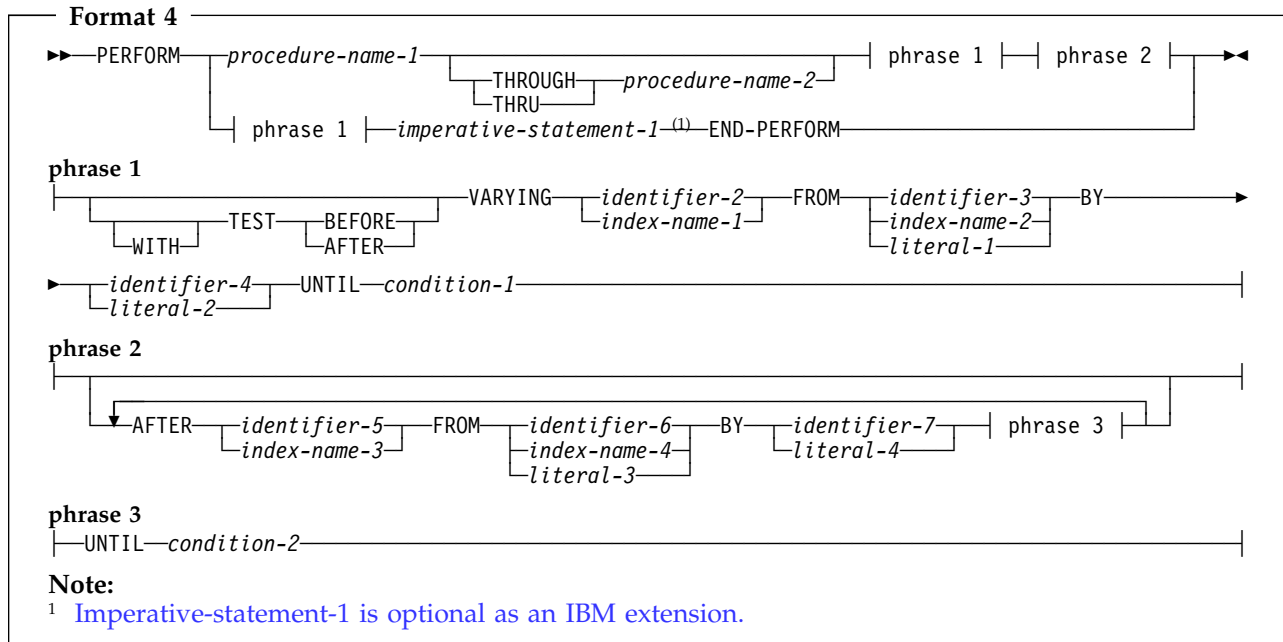 Format 4
PERFORM procedure-name-1 phrase 1 phrase 2
THROUGH procedure-name-2
THRU
phrase 1 imperative-statement-1 (1) END-PERFORM
phrase 1
VARYING identifier-2 FROM identifier-3 BY
WITH TEST BEFORE index-name-1 index-name-2
AFTER literal-1
identifier-4 UNTIL condition-1
literal-2
phrase 2
AFTER identifier-5 FROM identifier-6 BY identifier-7 phrase 3
index-name-3 index-name-4 literal-4
literal-3
phrase 3
UNTIL condition-2
Note:
1 Imperative-statement-1 is optional as an IBM extension.